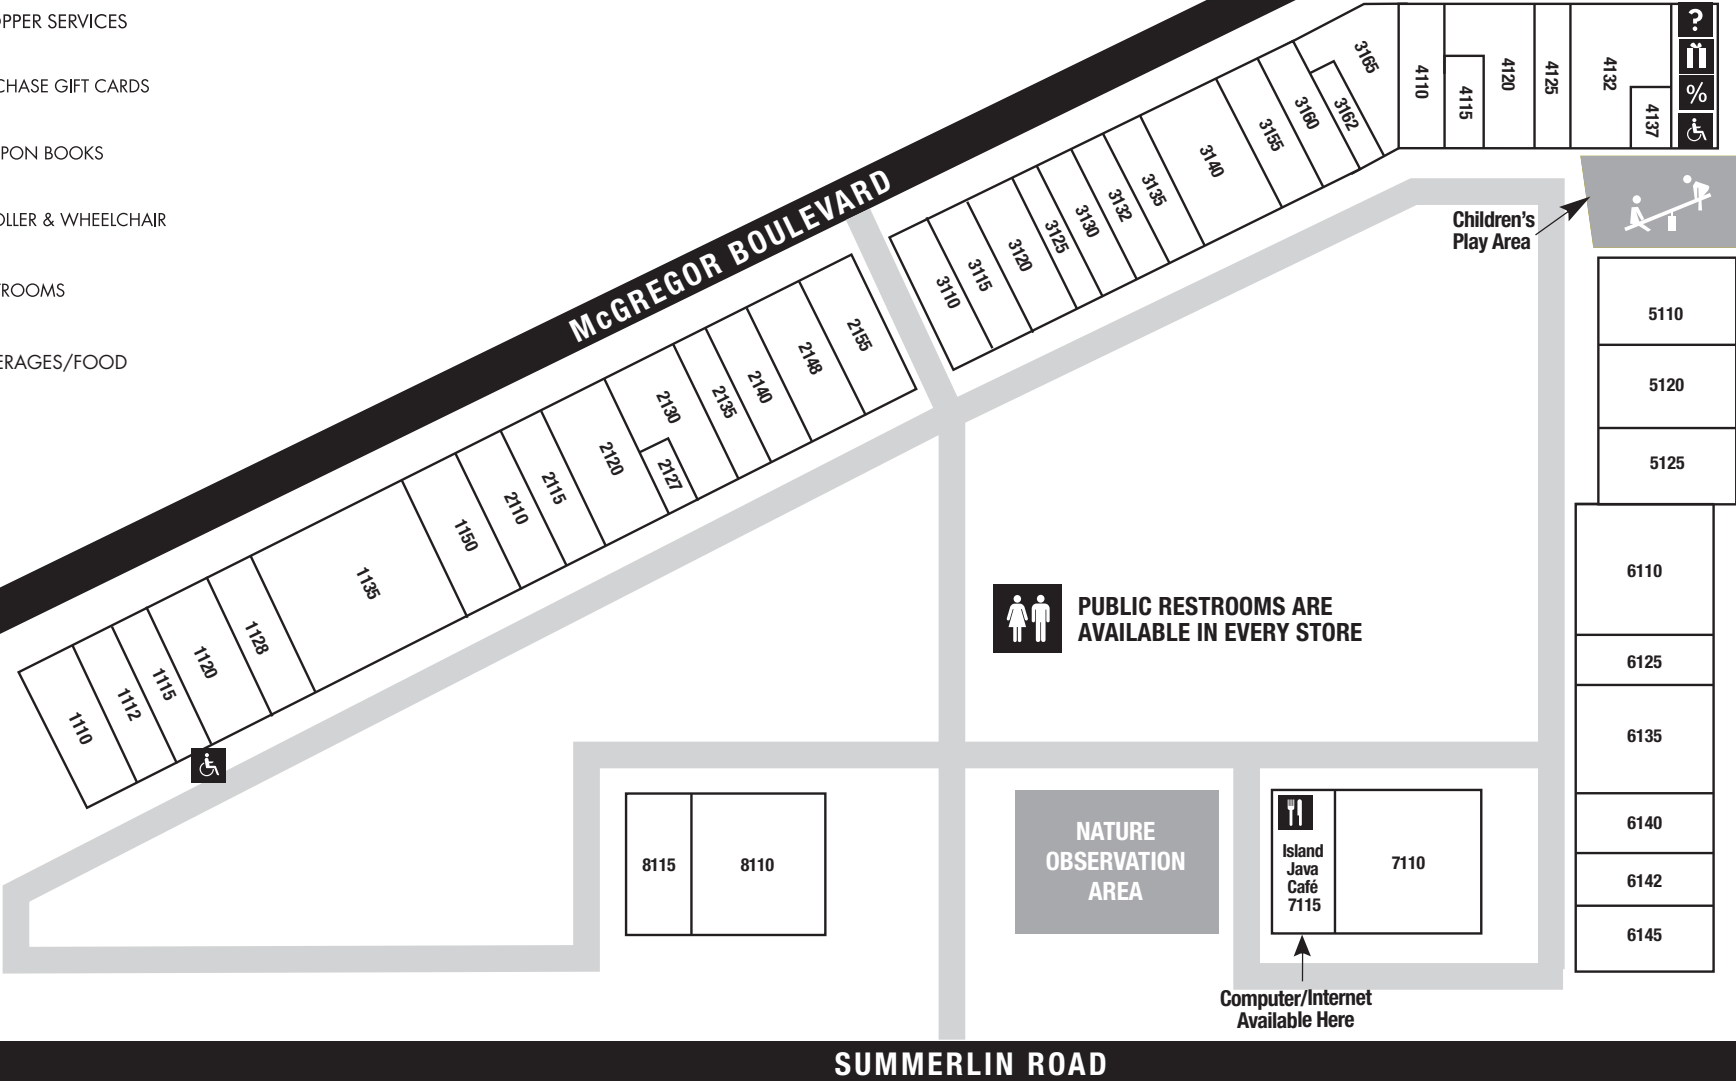 OPPER SERVICES
CHASE GIFT CARDS
PON BOOKS
OLLER & WHEELCHAIR
TROOMS
ERAGES/FOOD
McGREGOR BOULEVARD
1110
1112
1115
1120
1128
1135
1150
2110
2115
2120
2127
2130
2135
2140
2148
2155
3110
3115
3120
3125
3130
3132
3135
3140
3155
3160
3162
3165
4110
4115
4120
4125
4132
4137
?
%
Children's
Play Area
5110
5120
5125
6110
6125
6135
6140
6142
6145
PUBLIC RESTROOMS ARE
AVAILABLE IN EVERY STORE
8115
8110
NATURE
OBSERVATION
AREA
Island
Java
Café
7115
7110
Computer/Internet
Available Here
SUMMERLIN ROAD